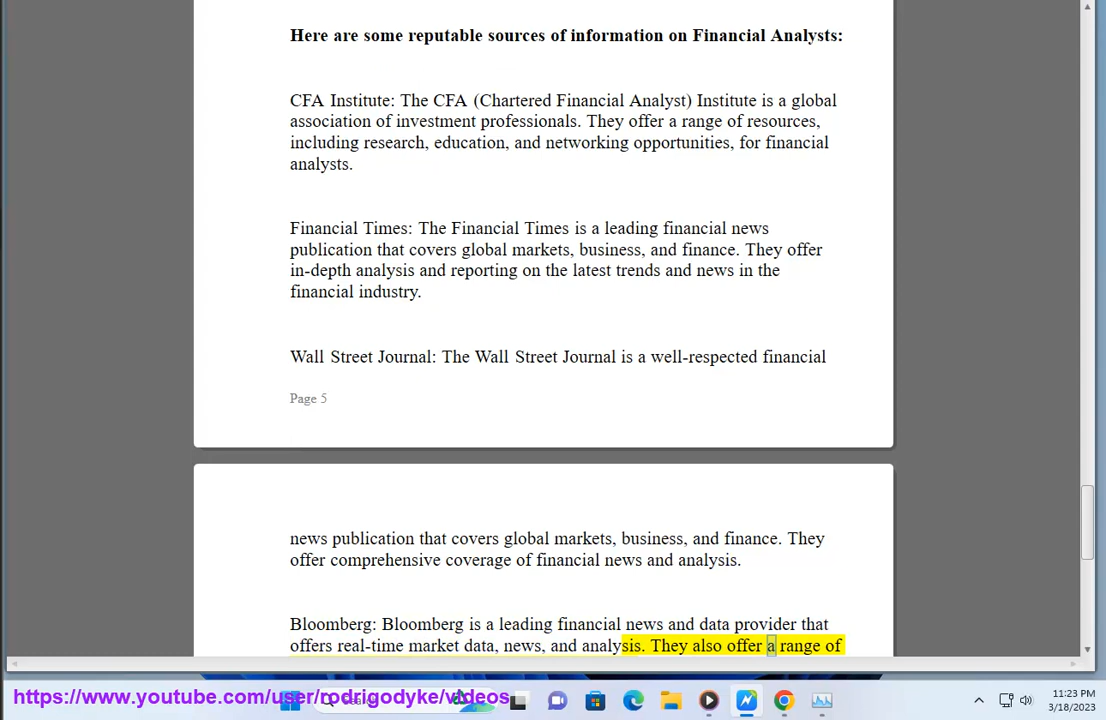 Here are some reputable sources of information on Financial Analysts:
CFA Institute: The CFA (Chartered Financial Analyst) Institute is a global
association of investment professionals. They offer a range of resources,
including research, education, and networking opportunities, for financial
analysts.
Financial Times: The Financial Times is a leading financial news
publication that covers global markets, business, and finance. They offer
in-depth analysis and reporting on the latest trends and news in the
financial industry.
Wall Street Journal: The Wall Street Journal is a well-respected financial
Page 5
news publication that covers global markets, business, and finance. They
offer comprehensive coverage of financial news and analysis.
Bloomberg: Bloomberg is a leading financial news and data provider that
offers real-time market data, news, and analysis. They also offer a range of
https://www.youtube.com/user/rodrigodyke/videos
11:23 PM
3/18/2023